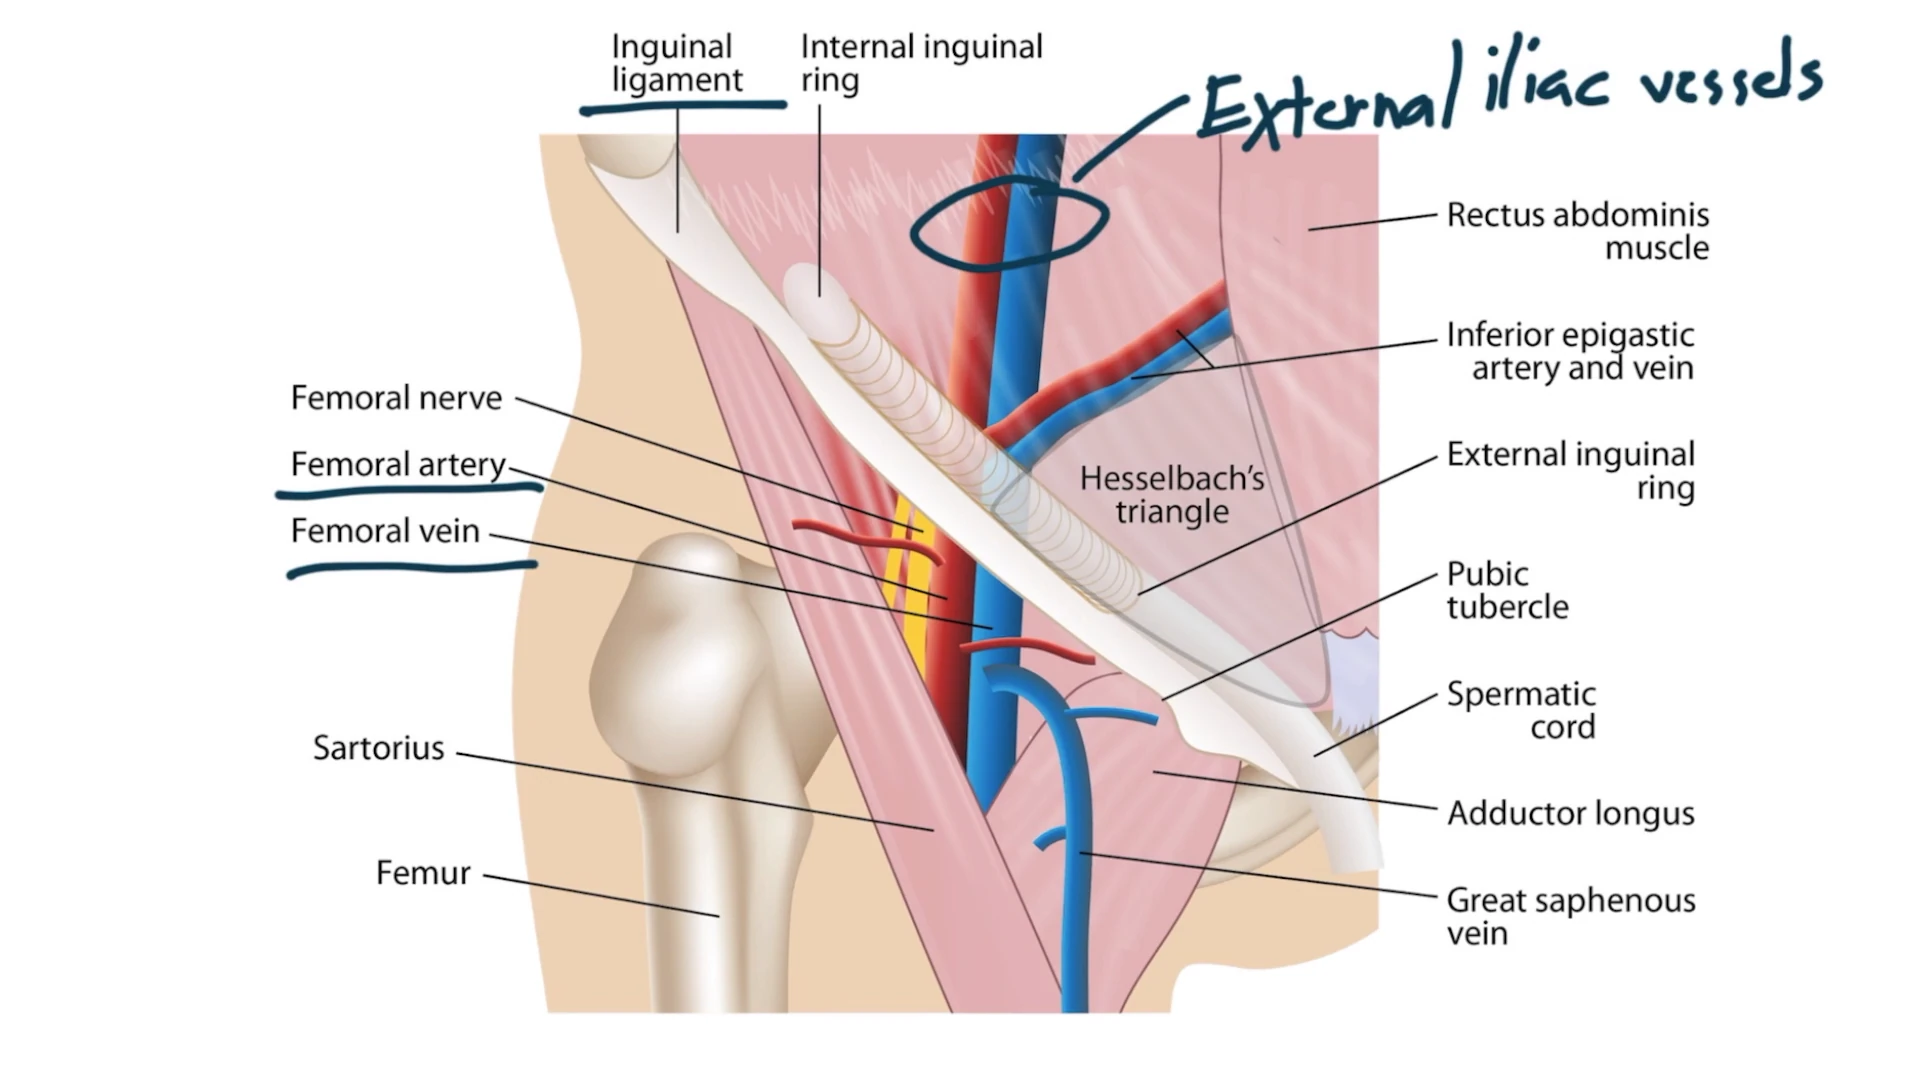 Inguinal
ligament
Internal inguinal
ring
External iliac vessels
Rectus abdominis
muscle
Inferior epigastic
artery and vein
External inguinal
ring
Pubic
tubercle
Spermatic
cord
Adductor longus
Great saphenous
vein
Hesselbach's
triangle
Femoral nerve
Femoral artery
Femoral vein
Sartorius
Femur